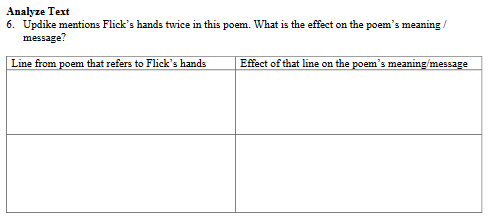 Analyze Text
6. Updike mentions Flick's hands twice in this poem. What is the effect on the poem's meaning /
message?
Line from poem that refers to Flick's hands
Effect of that line on the poem's meaning/message